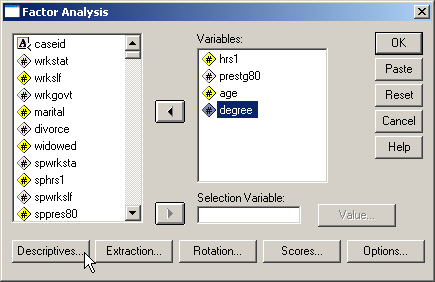 Factor Analysis
caseid
wrkstat
wrkslf
wrkgovt
marital
divorce
widowed
spwrksta
sphrs1
spwrkslf
sppres80
Variables:
hrs1
prestg80
age
degree
Selection Variable:
Value...
OK
Paste
Reset
Cancel
Help
Descriptives...
Extraction...
Rotation...
Scores...
Options...